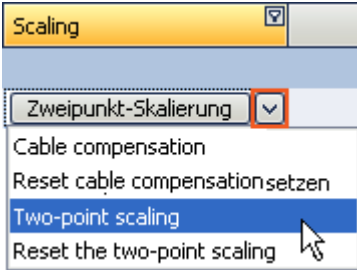 Scaling
Zweipunkt-Skalierung
Cable compensation
Reset cable compensationsetzen
Two-point scaling
Reset the two-point scaling